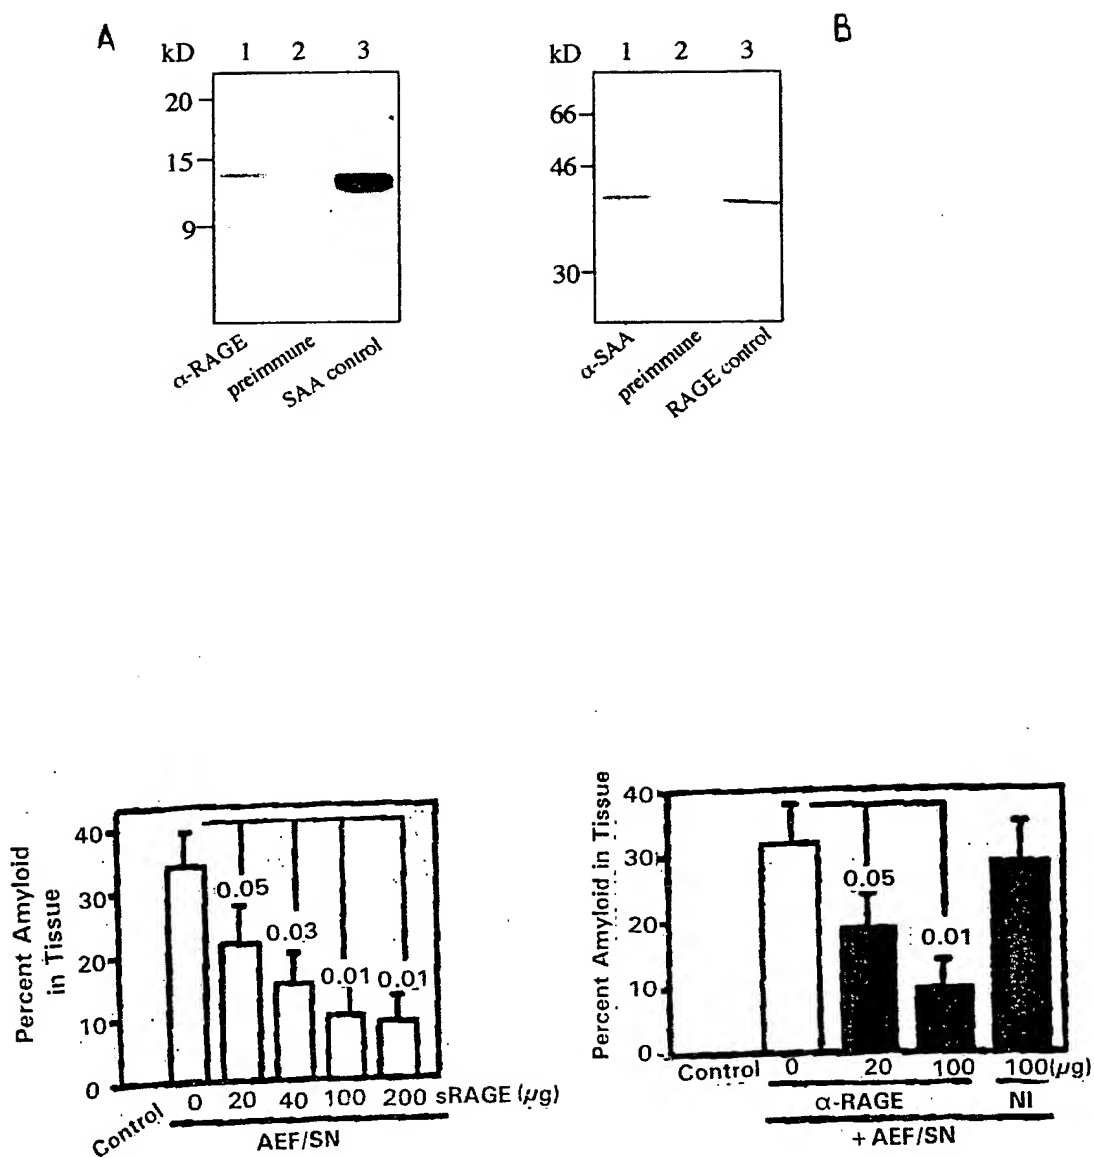 A
B
kD 1 2 3
20
15
9
α-RAGE
preimmune
SAA control
kD 1 2 3
66
46
30
α-SAA
preimmune
RAGE control
Percent Amyloid
in Tissue
40
30
20
10
0
0.05
0.03
0.01
0.01
Control
0 20 40 100 200 sRAGE (µg)
AEF/SN
Percent Amyloid in Tissue
40
30
20
10
0
0.05
0.01
Control 0 20 100 100(µg)
α-RAGE NI
+ AEF/SN